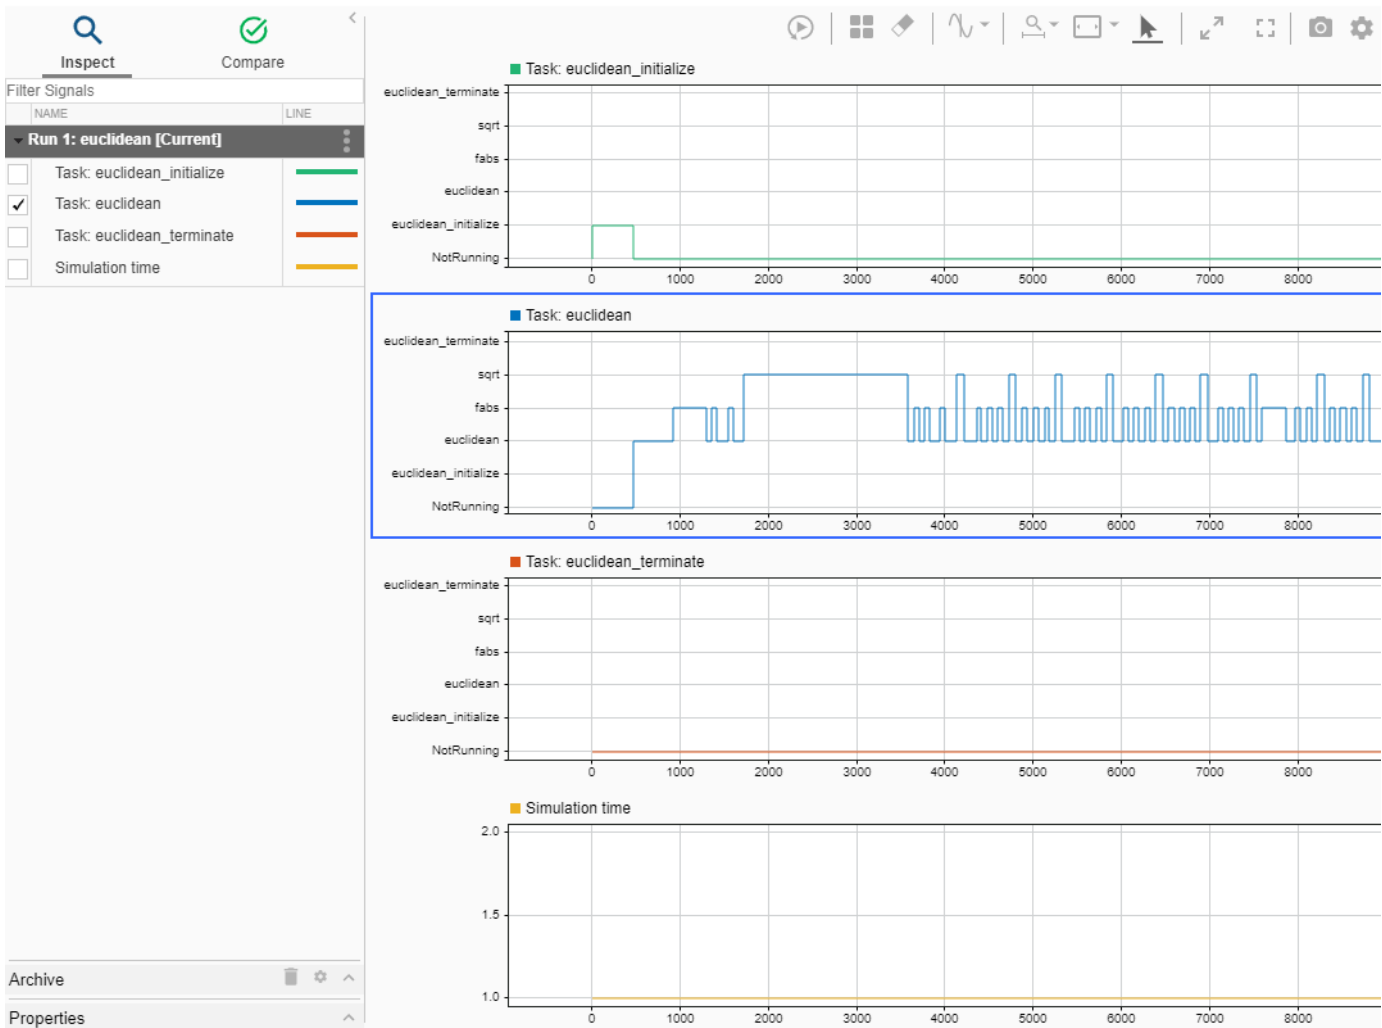 Inspect Compare
Filter Signals
NAME LINE
Run 1: euclidean [Current]
Task: euclidean_initialize
Task: euclidean
Task: euclidean_terminate
Simulation time
Archive
Properties
Task: euclidean_initialize
euclidean_terminate
sqrt
fabs
euclidean
euclidean_initialize
NotRunning
0 1000 2000 3000 4000 5000 6000 7000 8000
Task: euclidean
euclidean_terminate
sqrt
fabs
euclidean
euclidean_initialize
NotRunning
0 1000 2000 3000 4000 5000 6000 7000 8000
Task: euclidean_terminate
euclidean_terminate
sqrt
fabs
euclidean
euclidean_initialize
NotRunning
0 1000 2000 3000 4000 5000 6000 7000 8000
Simulation time
2.0
1.5
1.0
0 1000 2000 3000 4000 5000 6000 7000 8000